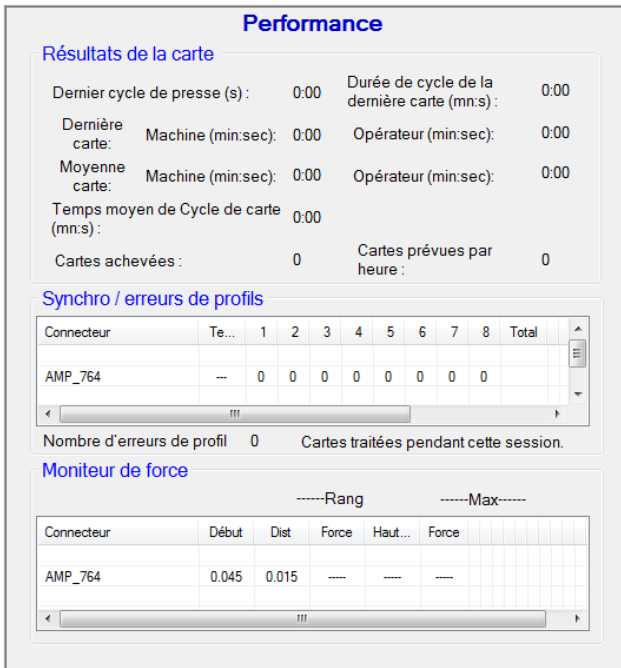 Performance
Résultats de la carte
Dernier cycle de presse (s) : 0:00 Durée de cycle de la dernière carte (mn:s) : 0:00
Dernière carte: Machine (min:sec): 0:00 Opérateur (min:sec): 0:00
Moyenne carte: Machine (min:sec): 0:00 Opérateur (min:sec): 0:00
Temps moyen de Cycle de carte (mn:s) : 0:00
Cartes achevées : 0 Cartes prévues par heure : 0
Synchro / erreurs de profils
Connecteur Te... 1 2 3 4 5 6 7 8 Total
AMP_764 --- 0 0 0 0 0 0 0 0
Nombre d'erreurs de profil 0 Cartes traitées pendant cette session.
Moniteur de force
------Rang ------Max------
Connecteur Début Dist Force Haut... Force
AMP_764 0.045 0.015 ----- ----- -----